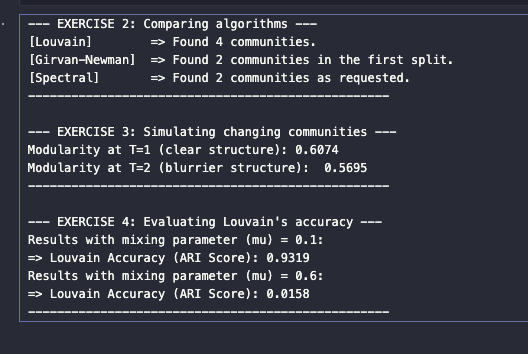 --- EXERCISE 2: Comparing algorithms ---
[Louvain]       => Found 4 communities.
[Girvan-Newman] => Found 2 communities in the first split.
[Spectral]      => Found 2 communities as requested.
--------------------------------------------------
--- EXERCISE 3: Simulating changing communities ---
Modularity at T=1 (clear structure): 0.6074
Modularity at T=2 (blurrier structure):  0.5695
--------------------------------------------------
--- EXERCISE 4: Evaluating Louvain's accuracy ---
Results with mixing parameter (mu) = 0.1:
=> Louvain Accuracy (ARI Score): 0.9319
Results with mixing parameter (mu) = 0.6:
=> Louvain Accuracy (ARI Score): 0.0158
--------------------------------------------------